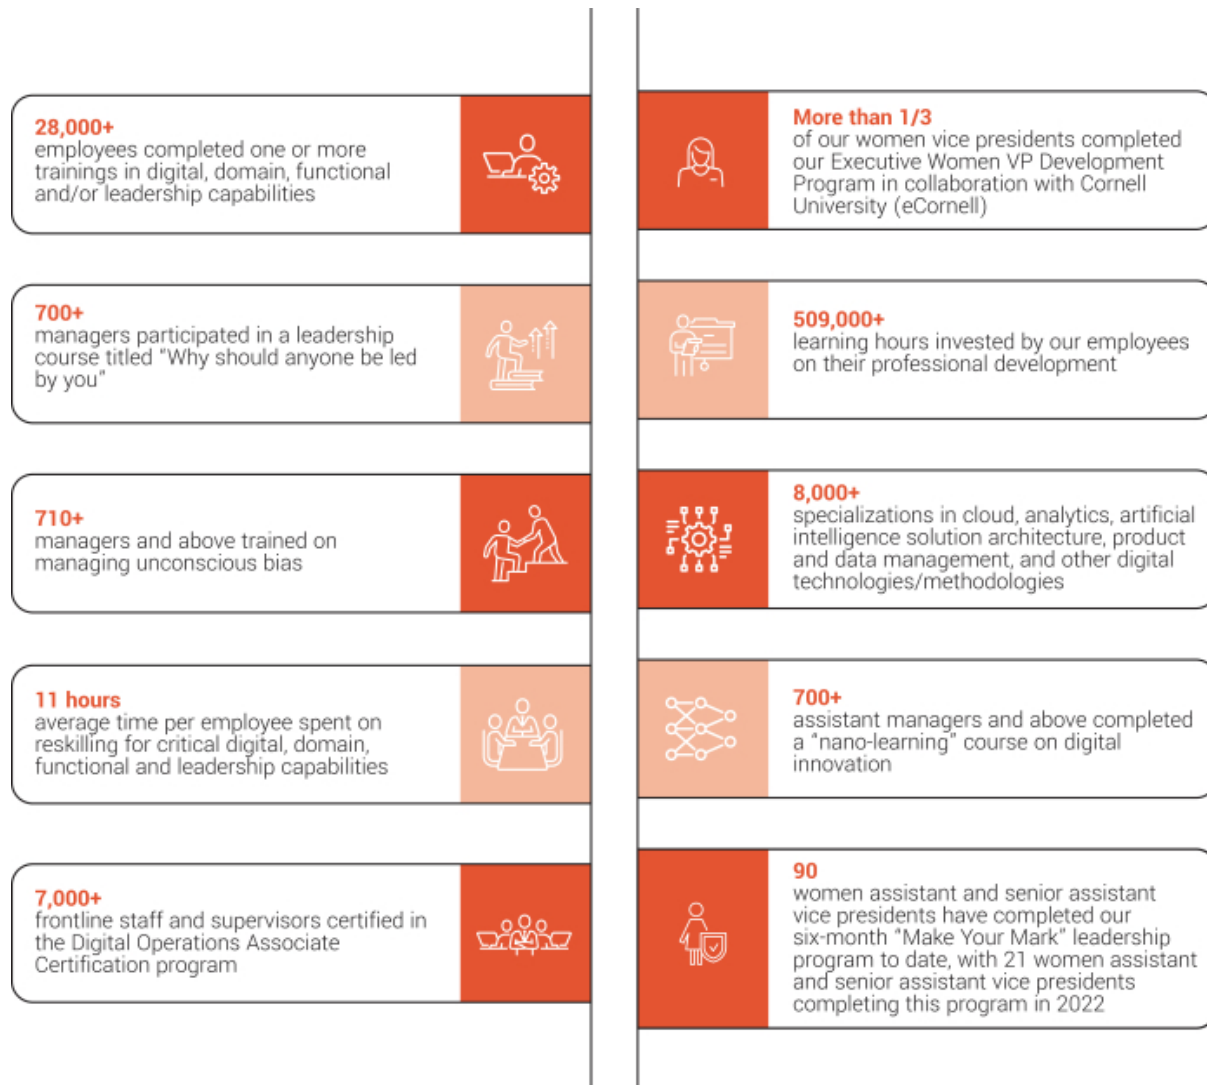 28,000+
employees completed one or more
trainings in digital, domain, functional
and/or leadership capabilities
700+
managers participated in a leadership
course titled “Why should anyone be led
by you”
710+
managers and above trained on
managing unconscious bias
11 hours
average time per employee spent on
reskilling for critical digital, domain,
functional and leadership capabilities
7,000+
frontline staff and supervisors certified in
the Digital Operations Associate
Certification program
More than 1/3
of our women vice presidents completed
our Executive Women VP Development
Program in collaboration with Cornell
University (eCornell)
509,000+
learning hours invested by our employees
on their professional development
8,000+
specializations in cloud, analytics, artificial
intelligence solution architecture, product
and data management, and other digital
technologies/methodologies
700+
assistant managers and above completed
a “nano-learning” course on digital
innovation
90
women assistant and senior assistant
vice presidents have completed our
six-month “Make Your Mark” leadership
program to date, with 21 women assistant
and senior assistant vice presidents
completing this program in 2022